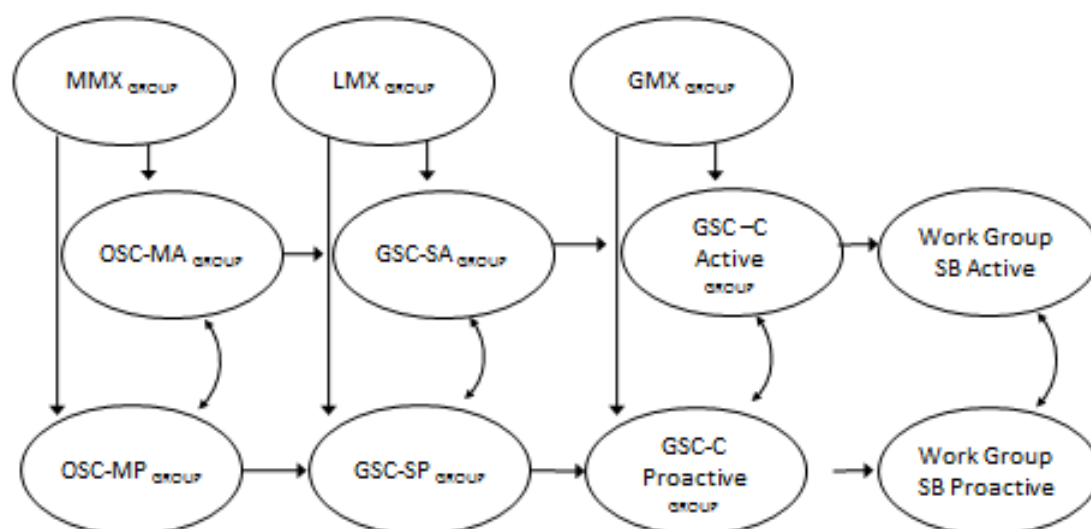 MMX GROUP
LMX GROUP
GMX GROUP
OSC-MA GROUP
GSC-SA GROUP
GSC –C
Active
GROUP
Work Group
SB Active
OSC-MP GROUP
GSC-SP GROUP
GSC-C
Proactive
GROUP
Work Group
SB Proactive